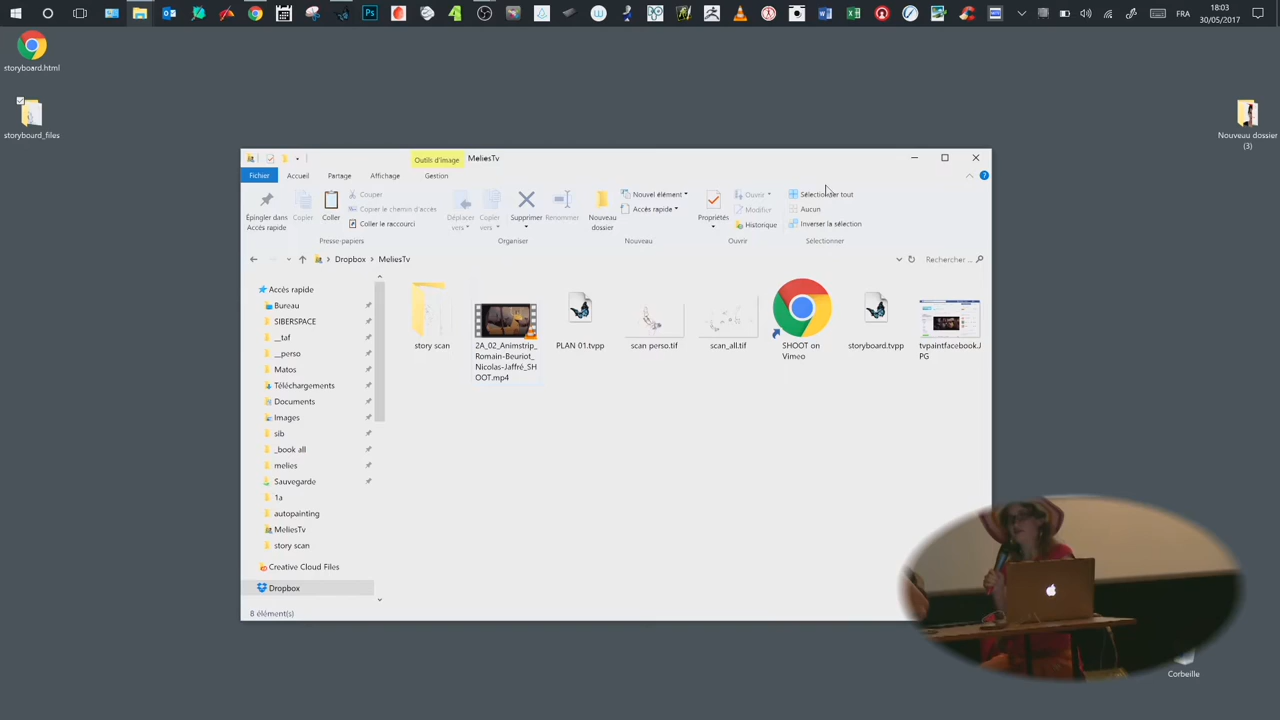 FR
18:03
30/05/2017
storyboard.html
storyboard_files
Nouveau dossier
(3)
Outils d'image
MeliesTv
Fichier
Accueil
Partage
Affichage
Gestion
Épingler dans
Accès rapide
Copier
Coller
Couper
Copier le chemin d'accès
Coller le raccourci
Presse-papiers
Déplacer
vers
Copier
vers
Supprimer
Renommer
Organiser
Nouveau
dossier
Nouvel élément
Accès rapide
Nouveau
Propriétés
Ouvrir
Modifier
Historique
Ouvrir
Sélectionner tout
Aucun
Inverser la sélection
Sélectionner
Dropbox
MeliesTv
Rechercher ...
Accès rapide
Bureau
SIBERSPACE
__taf
__perso
Matos
Téléchargements
Documents
Images
sib
_book all
melies
Sauvegarde
1a
autopainting
MeliesTv
story scan
Creative Cloud Files
Dropbox
story scan
2A_02_Animstrip_
Romain-Beuriot_
Nicolas-Jaffré_SH
OOT.mp4
PLAN 01.tvpp
scan perso.tif
scan_all.tif
SHOOT on
Vimeo
storyboard.tvpp
tvpaintfacebook.J
PG
8 élément(s)
Corbeille